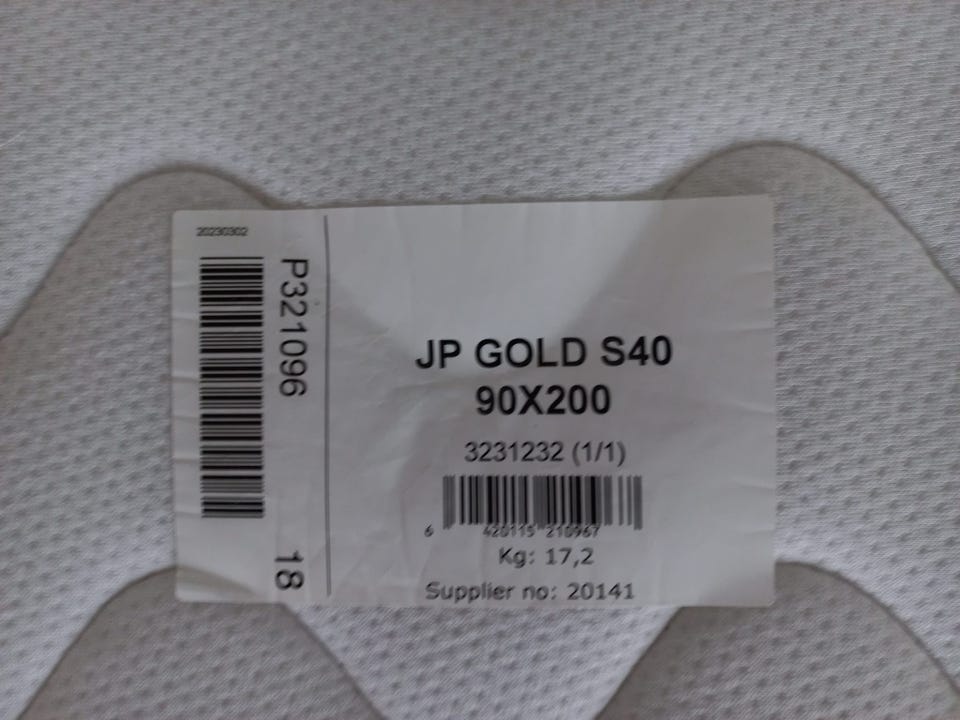 20230302
P321096
18
JP GOLD S40
90X200
3231232 (1/1)
6 420115 210967
Kg: 17,2
Supplier no: 20141